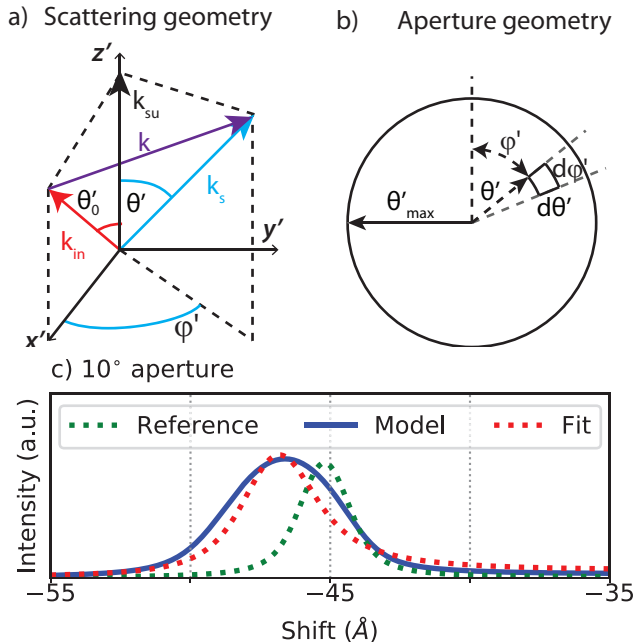 a) Scattering geometry
z′
k_su
k
k_s
θ′_0
θ′
k_in
y′
x′
φ'
b) Aperture geometry
φ'
θ′
dφ'
dθ′
θ′_max
c) 10° aperture
Reference Model Fit
Intensity (a.u.)
−55 −45 −35
Shift (Å)